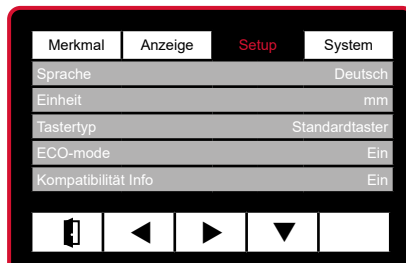 Merkmal Anzeige Setup System
Sprache Deutsch
Einheit mm
Tastertyp Standardtaster
ECO-mode Ein
Kompatibilität Info Ein